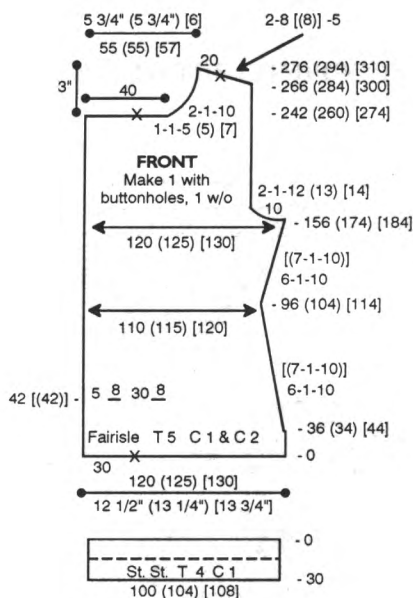 5 3/4" (5 3/4") [6]
55 (55) [57]
2-8 [(8)] -5
3"
40
20
- 276 (294) [310]
- 266 (284) [300]
- 242 (260) [274]
2-1-10
1-1-5 (5) [7]
FRONT
Make 1 with
buttonholes, 1 w/o
2-1-12 (13) [14]
10
- 156 (174) [184]
120 (125) [130]
[(7-1-10)]
6-1-10
- 96 (104) [114]
110 (115) [120]
[(7-1-10)]
6-1-10
42 [(42)] -
5 8 30 8
- 36 (34) [44]
Fairisle T 5 C 1 & C 2
- 0
30
120 (125) [130]
12 1/2" (13 1/4") [13 3/4"]
- 0
St. St. T 4 C 1
- 30
100 (104) [108]